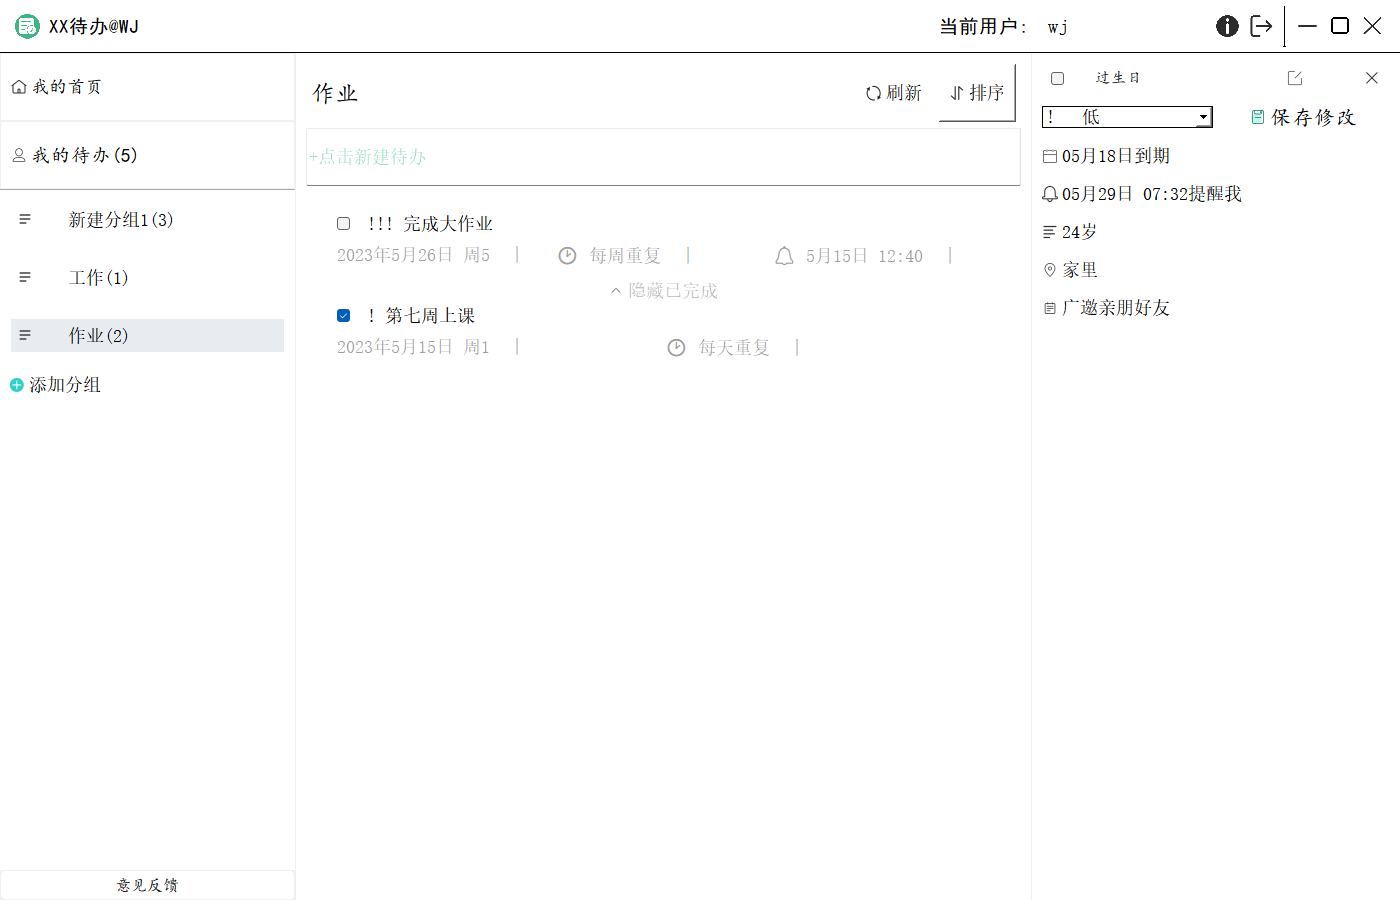 XX待办@WJ
当前用户: wj
我的首页
我的待办(5)
新建分组1(3)
工作(1)
作业(2)
添加分组
意见反馈
作业
刷新
排序
+点击新建待办
!!! 完成大作业
2023年5月26日 周5 | 每周重复 | 5月15日 12:40 |
隐藏已完成
! 第七周上课
2023年5月15日 周1 | 每天重复 |
过生日
! 低
保存修改
05月18日到期
05月29日 07:32提醒我
24岁
家里
广邀亲朋好友